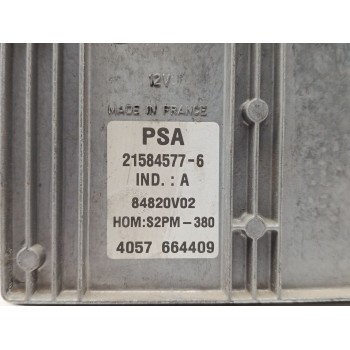 12V
MADE IN FRANCE
PSA
21584577-6
IND. : A
84820V02
HOM:S2PM-380
4057 664409